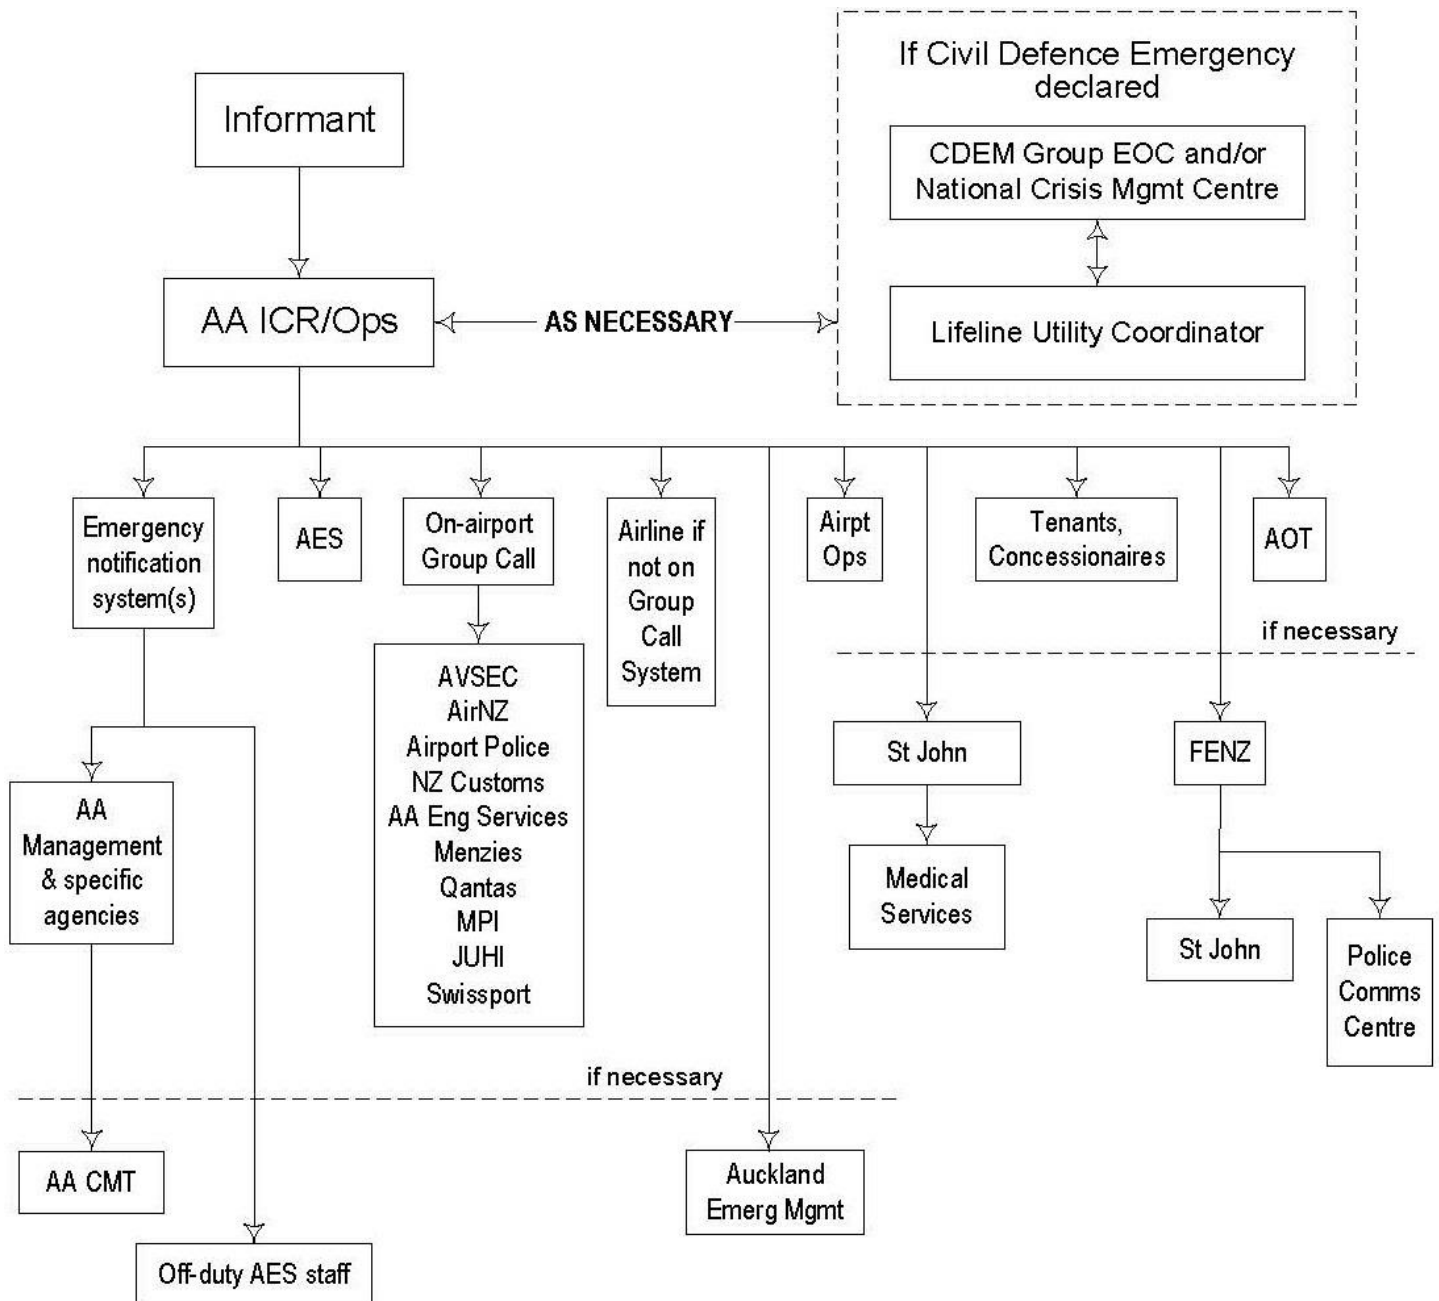 If Civil Defence Emergency
declared
Informant
CDEM Group EOC and/or
National Crisis Mgmt Centre
AA ICR/Ops
AS NECESSARY
Lifeline Utility Coordinator
Emergency
notification
system(s)
AES
On-airport
Group Call
Airline if
not on
Group
Call
System
Airpt
Ops
Tenants,
Concessionaires
AOT
if necessary
AVSEC
AirNZ
Airport Police
NZ Customs
AA Eng Services
Menzies
Qantas
MPI
JUHI
Swissport
St John
FENZ
AA
Management
& specific
agencies
Medical
Services
St John
Police
Comms
Centre
if necessary
AA CMT
Auckland
Emerg Mgmt
Off-duty AES staff